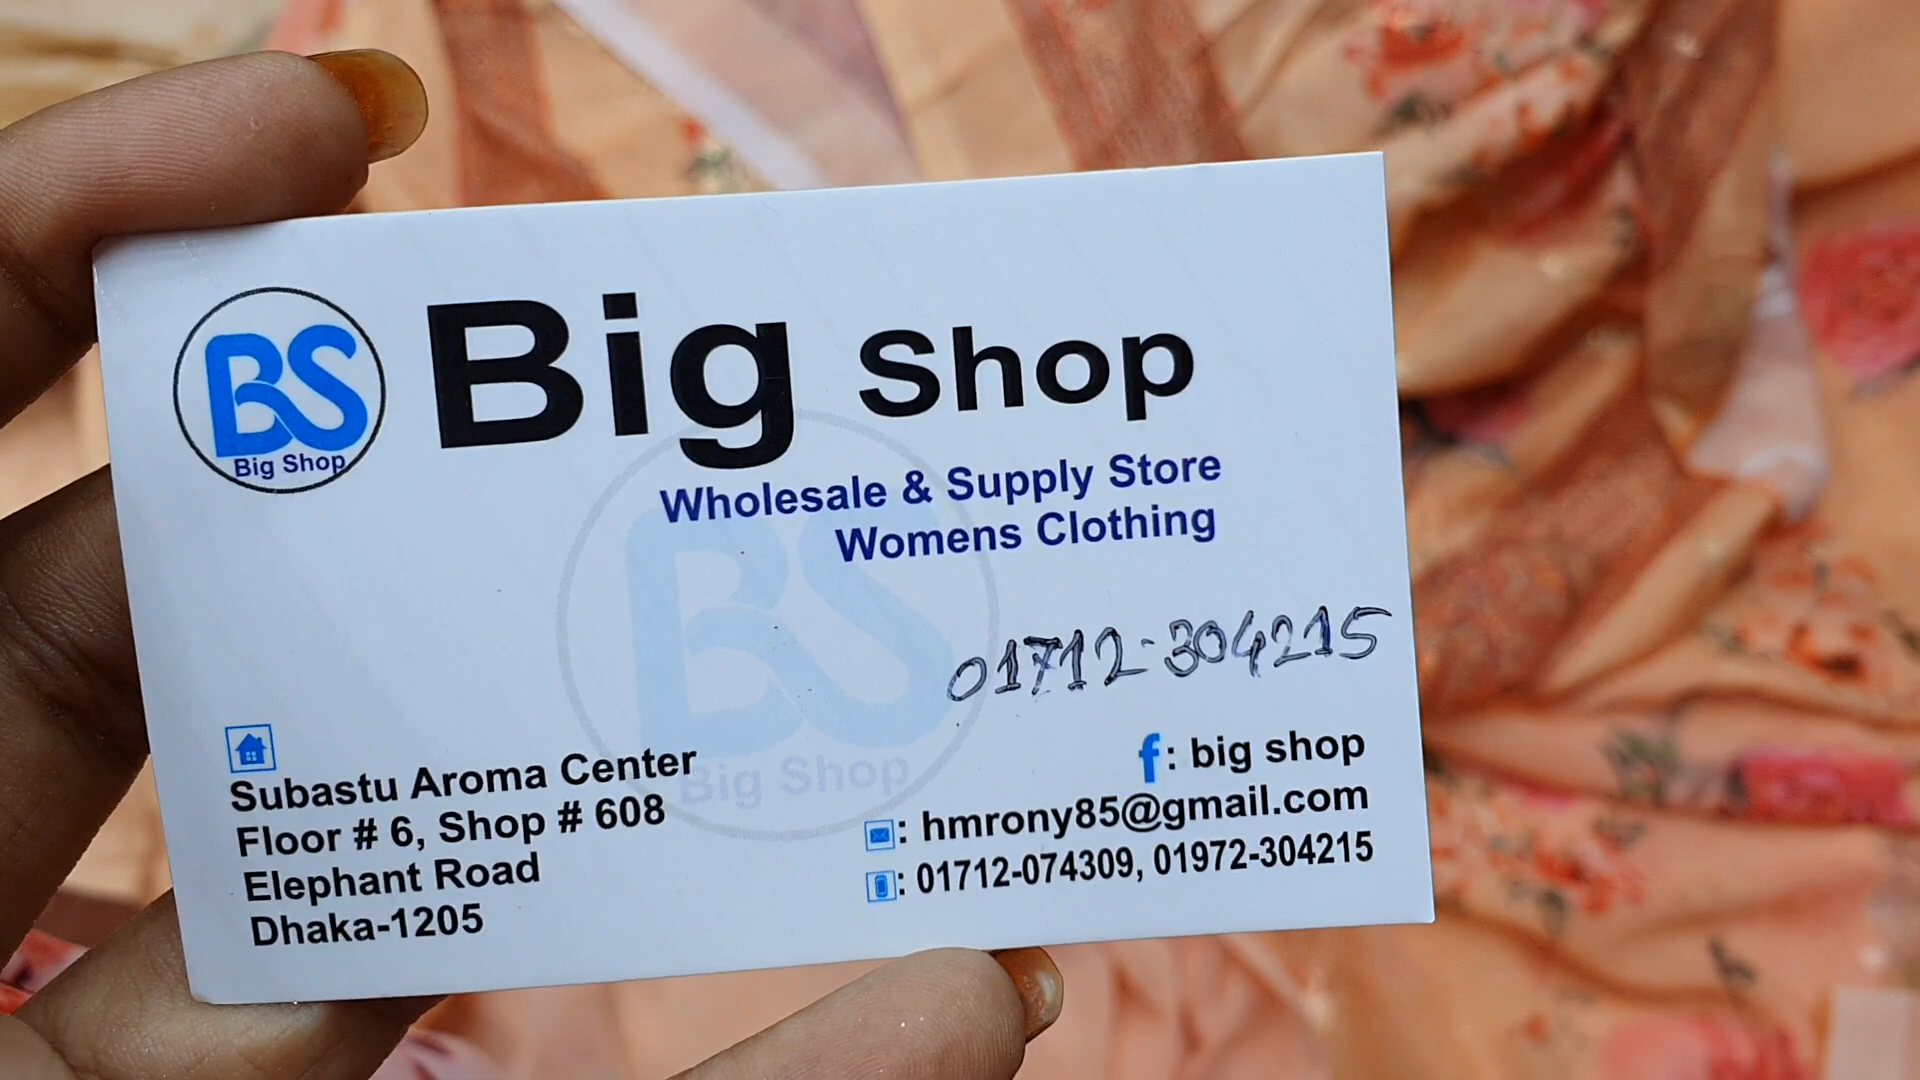 BS
Big Shop
Big Shop
Wholesale & Supply Store
Womens Clothing
BS
Big Shop
01712-304215
Subastu Aroma Center
Floor # 6, Shop # 608
Elephant Road
Dhaka-1205
f: big shop
: hmrony85@gmail.com
: 01712-074309, 01972-304215